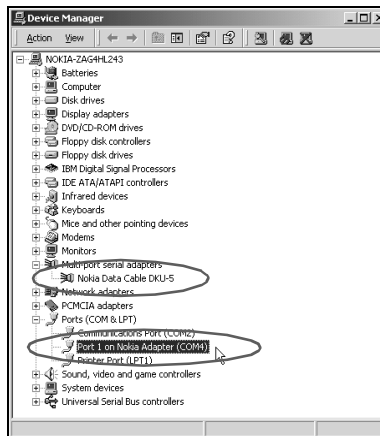 Device Manager
Action View
NOKIA-ZAG4HL243
Batteries
Computer
Disk drives
Display adapters
DVD/CD-ROM drives
Floppy disk controllers
Floppy disk drives
IBM Digital Signal Processors
IDE ATA/ATAPI controllers
Infrared devices
Keyboards
Mice and other pointing devices
Modems
Monitors
Multi-port serial adapters
Nokia Data Cable DKU-5
Network adapters
PCMCIA adapters
Ports (COM & LPT)
Communications Port (COM2)
Port 1 on Nokia Adapter (COM4)
Printer Port (LPT1)
Sound, video and game controllers
System devices
Universal Serial Bus controllers